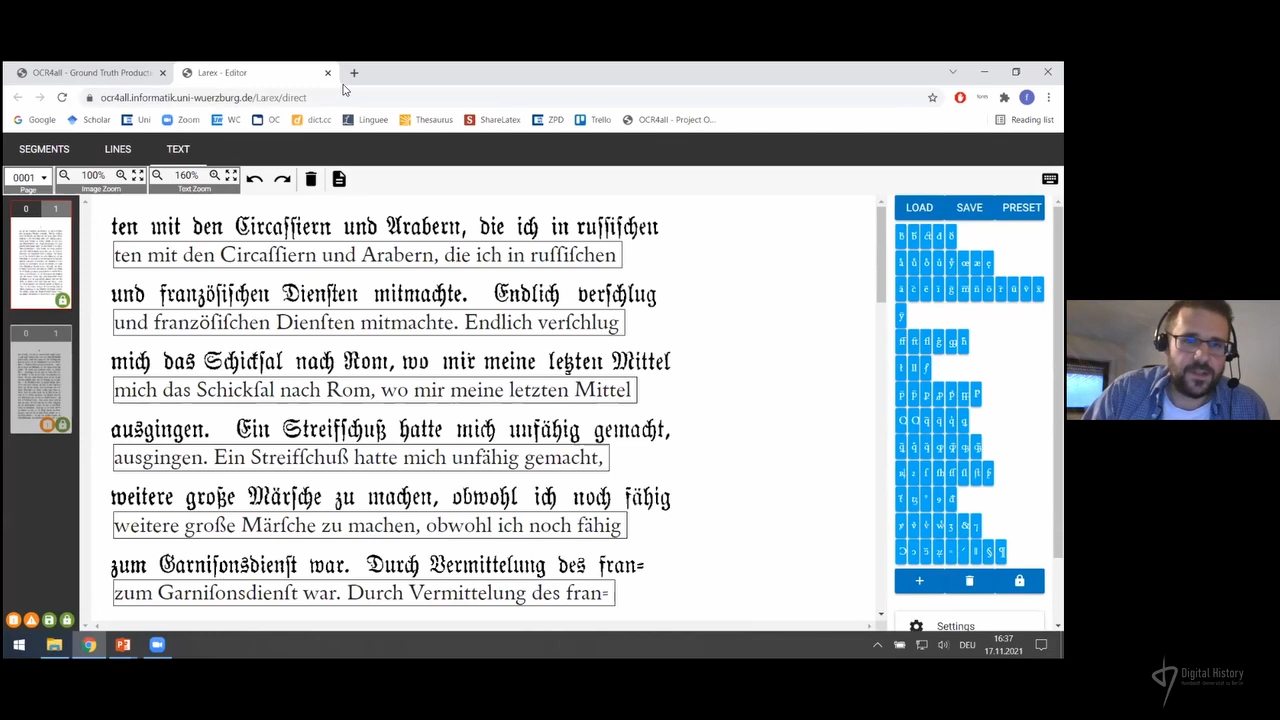 OCR4all - Ground Truth Producti
Larex - Editor
ocr4all.informatik.uni-wuerzburg.de/Larex/direct
Google Scholar Uni Zoom WC OC dict.cc Linguee Thesaurus ShareLatex ZPD Trello OCR4all - Project O... Reading list
SEGMENTS LINES TEXT
0001 100% 160%
Page Image Zoom Text Zoom
0 1
ten mit den Circaſſiern und Arabern, die ich in ruſſiſchen
ten mit den Circaſſiern und Arabern, die ich in ruſſiſchen
und franzöſiſchen Dienſten mitmachte. Endlich verſchlug
und franzöſiſchen Dienſten mitmachte. Endlich verſchlug
mich das Schickſal nach Rom, wo mir meine letzten Mittel
mich das Schickſal nach Rom, wo mir meine letzten Mittel
ausgingen. Ein Streifſchuß hatte mich unfähig gemacht,
ausgingen. Ein Streifſchuß hatte mich unfähig gemacht,
weitere große Märſche zu machen, obwohl ich noch fähig
weitere große Märſche zu machen, obwohl ich noch fähig
zum Garniſonsdienſt war. Durch Vermittelung des fran⸗
zum Garniſonsdienſt war. Durch Vermittelung des fran⸗
0 1
LOAD SAVE PRESET
Settings
DEU
16:37
17.11.2021
Digital History